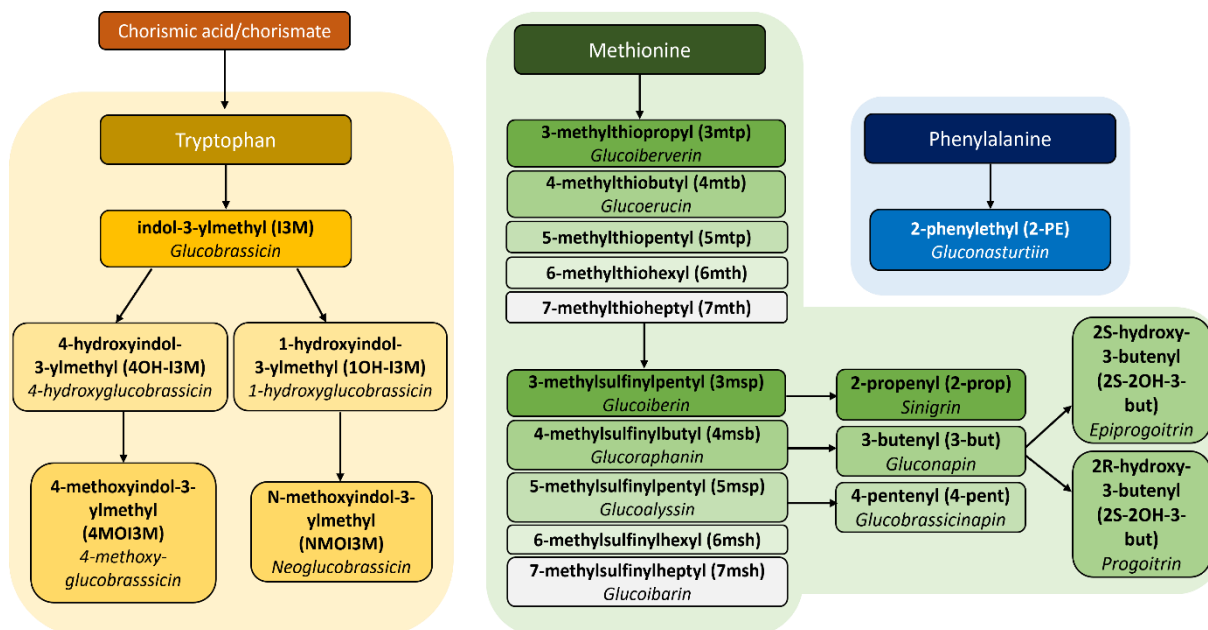 Chorismic acid/chorismate
Tryptophan
indol-3-ylmethyl (I3M)
Glucobrassicin
4-hydroxyindol-
3-ylmethyl (4OH-I3M)
4-hydroxyglucobrassicin
1-hydroxyindol-
3-ylmethyl (1OH-I3M)
1-hydroxyglucobrassicin
4-methoxyindol-3-
ylmethyl
(4MOI3M)
4-methoxy-
glucobrasssicin
N-methoxyindol-3-
ylmethyl
(NMOI3M)
Neoglucobrassicin
Methionine
3-methylthiopropyl (3mtp)
Glucoiberverin
4-methylthiobutyl (4mtb)
Glucoerucin
5-methylthiopentyl (5mtp)
6-methylthiohexyl (6mth)
7-methylthioheptyl (7mth)
3-methylsulfinylpentyl (3msp)
Glucoiberin
4-methylsulfinylbutyl (4msb)
Glucoraphanin
5-methylsulfinylpentyl (5msp)
Glucoalyssin
6-methylsulfinylhexyl (6msh)
7-methylsulfinylheptyl (7msh)
Glucoibarin
2-propenyl (2-prop)
Sinigrin
3-butenyl (3-but)
Gluconapin
4-pentenyl (4-pent)
Glucobrassicinapin
2S-hydroxy-
3-butenyl
(2S-2OH-3-
but)
Epiprogoitrin
2R-hydroxy-
3-butenyl
(2S-2OH-3-
but)
Progoitrin
Phenylalanine
2-phenylethyl (2-PE)
Gluconasturtiin